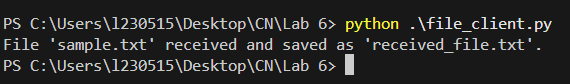 PS C:\Users\l230515\Desktop\CN\Lab 6> python .\file_client.py
File 'sample.txt' received and saved as 'received_file.txt'.
PS C:\Users\l230515\Desktop\CN\Lab 6>